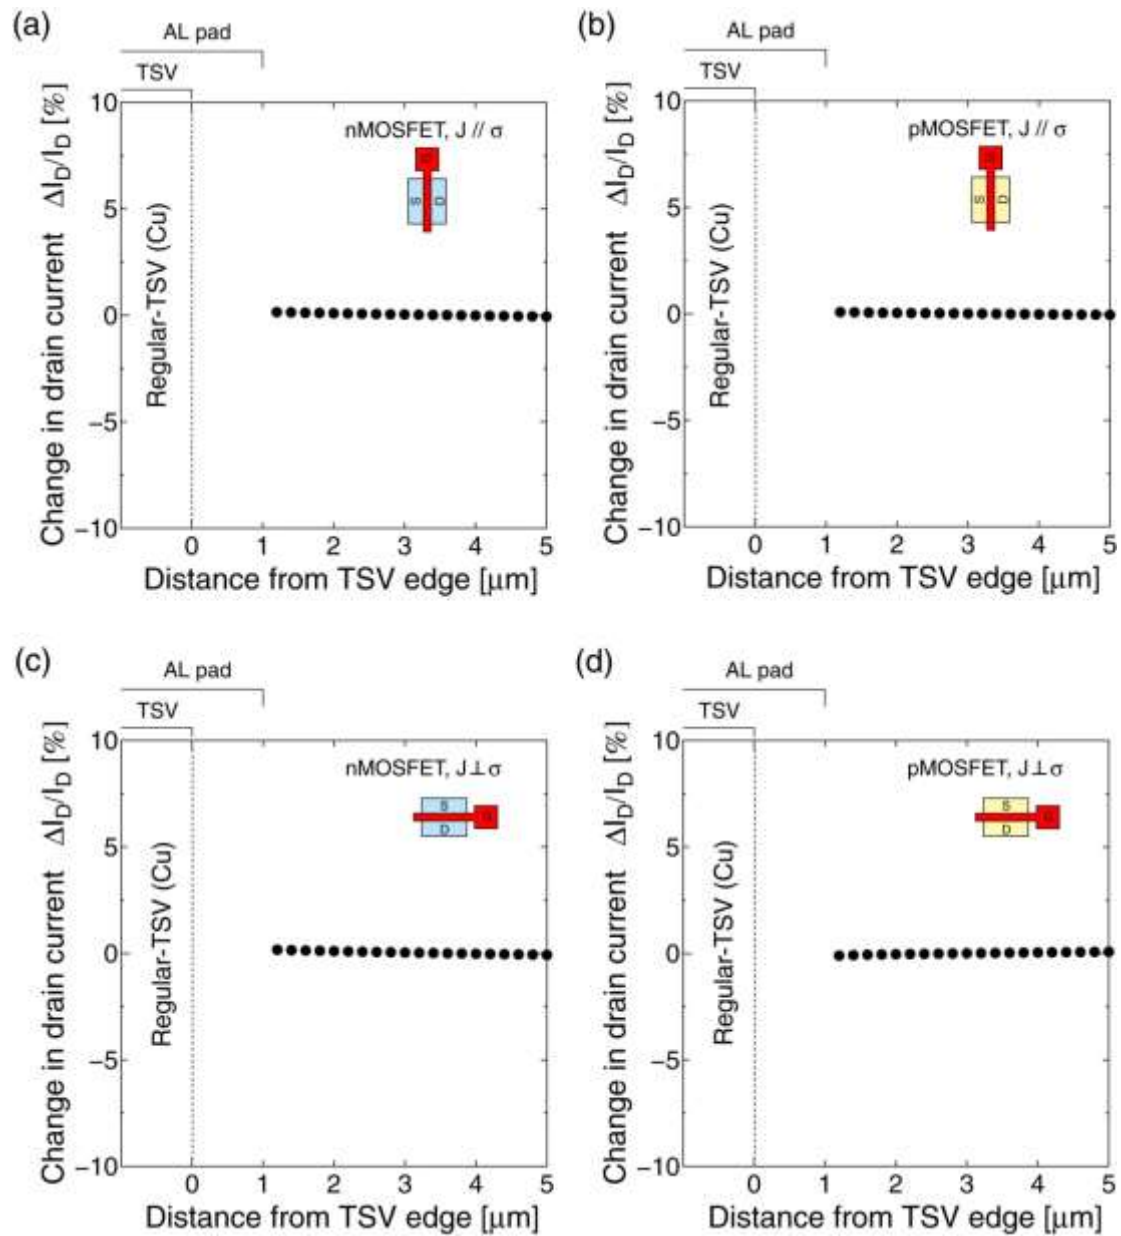 (a)
AL pad
TSV
Change in drain current ΔI_D/I_D [%]
10
5
0
−5
−10
Regular-TSV (Cu)
nMOSFET, J // σ
S D
0 1 2 3 4 5
Distance from TSV edge [μm]
(b)
AL pad
TSV
Change in drain current ΔI_D/I_D [%]
10
5
0
−5
−10
Regular-TSV (Cu)
pMOSFET, J // σ
S D
0 1 2 3 4 5
Distance from TSV edge [μm]
(c)
AL pad
TSV
Change in drain current ΔI_D/I_D [%]
10
5
0
−5
−10
Regular-TSV (Cu)
nMOSFET, J⊥σ
S
D
0 1 2 3 4 5
Distance from TSV edge [μm]
(d)
AL pad
TSV
Change in drain current ΔI_D/I_D [%]
10
5
0
−5
−10
Regular-TSV (Cu)
pMOSFET, J⊥σ
S
D
0 1 2 3 4 5
Distance from TSV edge [μm]